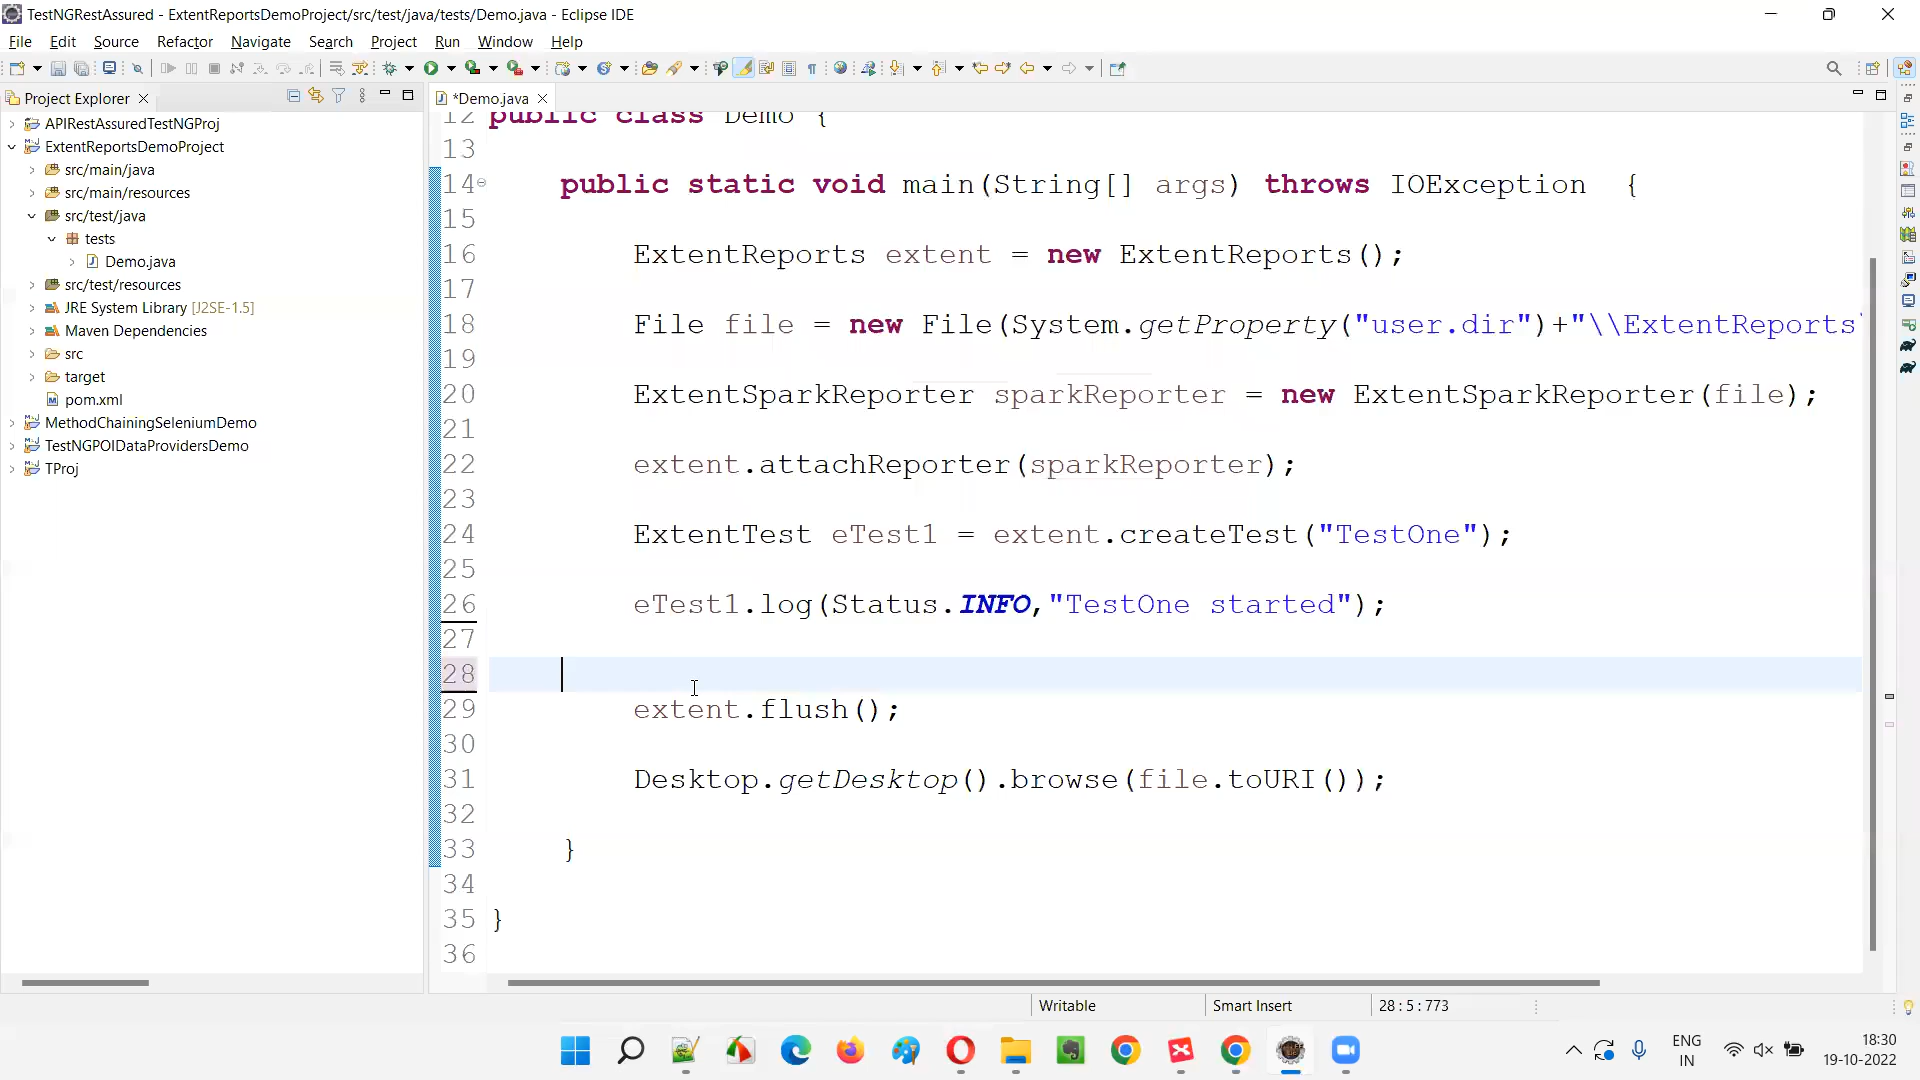 TestNGRestAssured - ExtentReportsDemoProject/src/test/java/tests/Demo.java - Eclipse IDE
File Edit Source Refactor Navigate Search Project Run Window Help
Project Explorer
APIRestAssuredTestNGProj
ExtentReportsDemoProject
src/main/java
src/main/resources
src/test/java
tests
Demo.java
src/test/resources
JRE System Library [J2SE-1.5]
Maven Dependencies
src
target
pom.xml
MethodChainingSeleniumDemo
TestNGPOIDataProvidersDemo
TProj
*Demo.java
12 public class Demo {
13
14 public static void main(String[] args) throws IOException {
15
16 ExtentReports extent = new ExtentReports();
17
18 File file = new File(System.getProperty("user.dir")+"\\ExtentReports
19
20 ExtentSparkReporter sparkReporter = new ExtentSparkReporter(file);
21
22 extent.attachReporter(sparkReporter);
23
24 ExtentTest eTest1 = extent.createTest("TestOne");
25
26 eTest1.log(Status.INFO,"TestOne started");
27
28
29 extent.flush();
30
31 Desktop.getDesktop().browse(file.toURI());
32
33 }
34
35 }
36
Writable Smart Insert 28 : 5 : 773
ENG
IN
18:30
19-10-2022